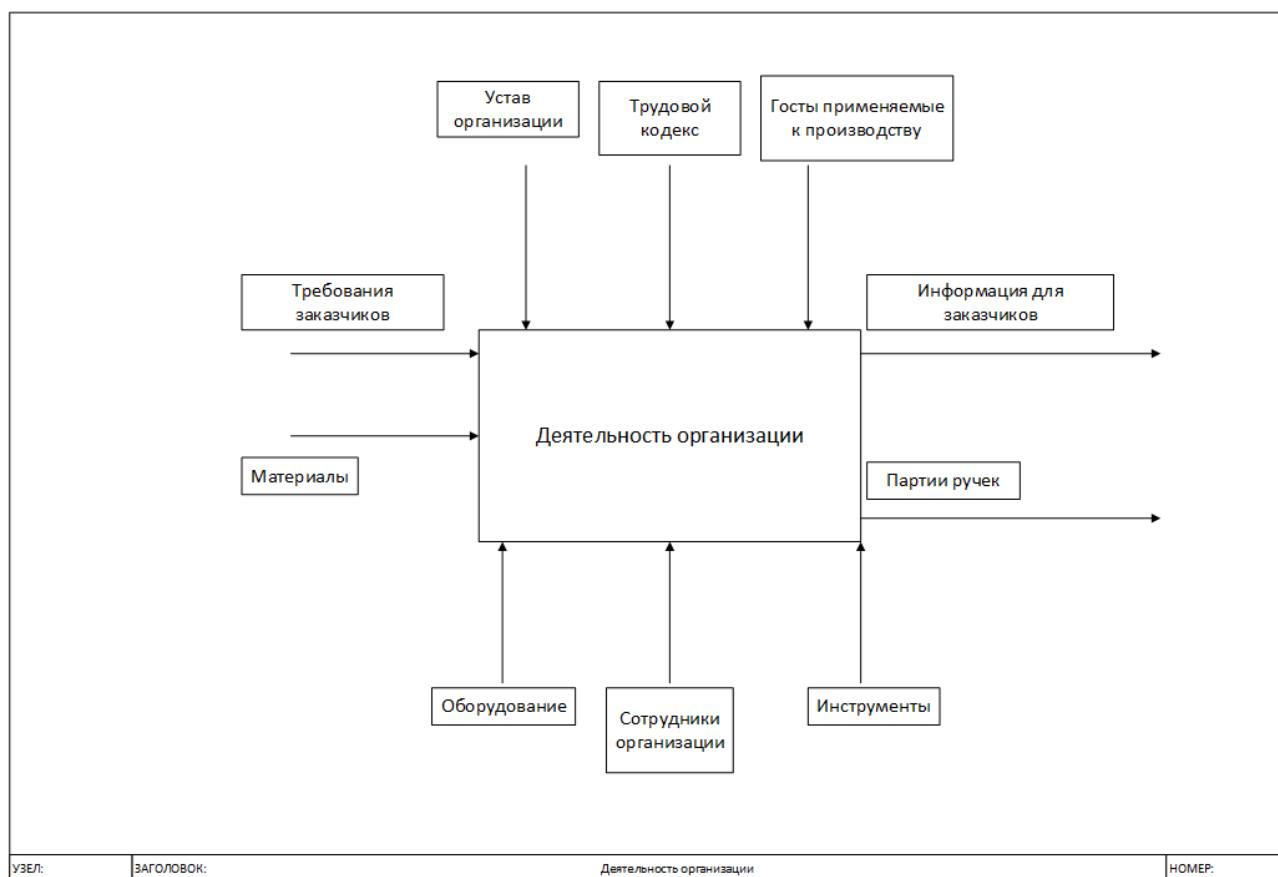 Устав
организации
Трудовой
кодекс
Госты применяемые
к производству
Требования
заказчиков
Информация для
заказчиков
Деятельность организации
Материалы
Партии ручек
Оборудование
Сотрудники
организации
Инструменты
УЗЕЛ:
ЗАГОЛОВОК:
Деятельность организации
НОМЕР: